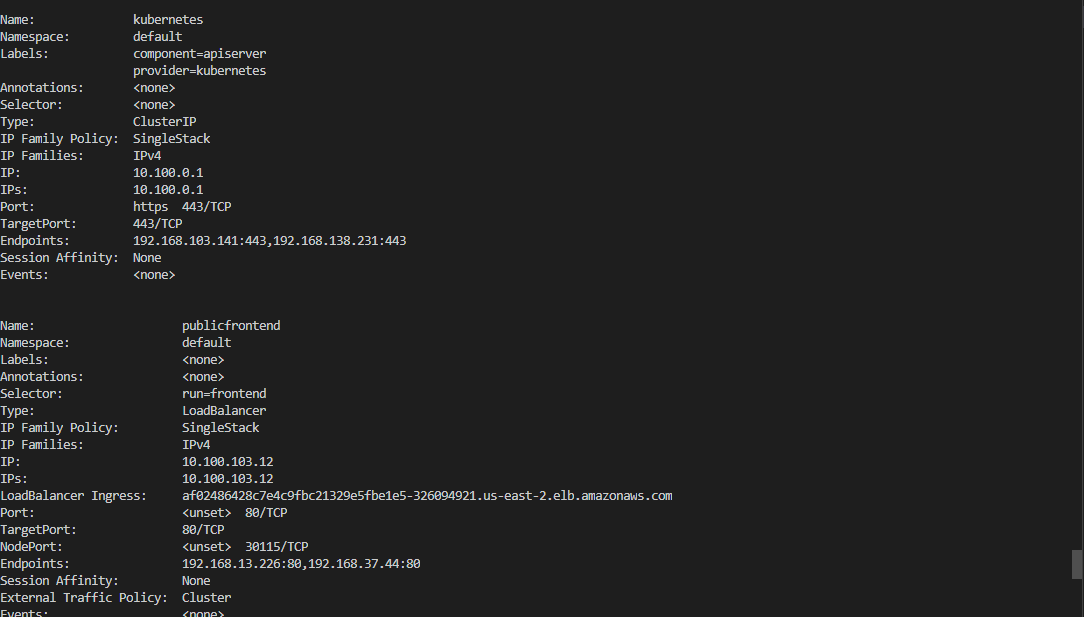 Name:              kubernetes
Namespace:         default
Labels:            component=apiserver
                   provider=kubernetes
Annotations:       <none>
Selector:          <none>
Type:              ClusterIP
IP Family Policy:  SingleStack
IP Families:       IPv4
IP:                10.100.0.1
IPs:               10.100.0.1
Port:              https  443/TCP
TargetPort:        443/TCP
Endpoints:         192.168.103.141:443,192.168.138.231:443
Session Affinity:  None
Events:            <none>
Name:                     publicfrontend
Namespace:                default
Labels:                   <none>
Annotations:              <none>
Selector:                 run=frontend
Type:                     LoadBalancer
IP Family Policy:         SingleStack
IP Families:              IPv4
IP:                       10.100.103.12
IPs:                      10.100.103.12
LoadBalancer Ingress:     af02486428c7e4c9fbc21329e5fbe1e5-326094921.us-east-2.elb.amazonaws.com
Port:                     <unset>  80/TCP
TargetPort:               80/TCP
NodePort:                 <unset>  30115/TCP
Endpoints:                192.168.13.226:80,192.168.37.44:80
Session Affinity:         None
External Traffic Policy:  Cluster
Events:                   <none>